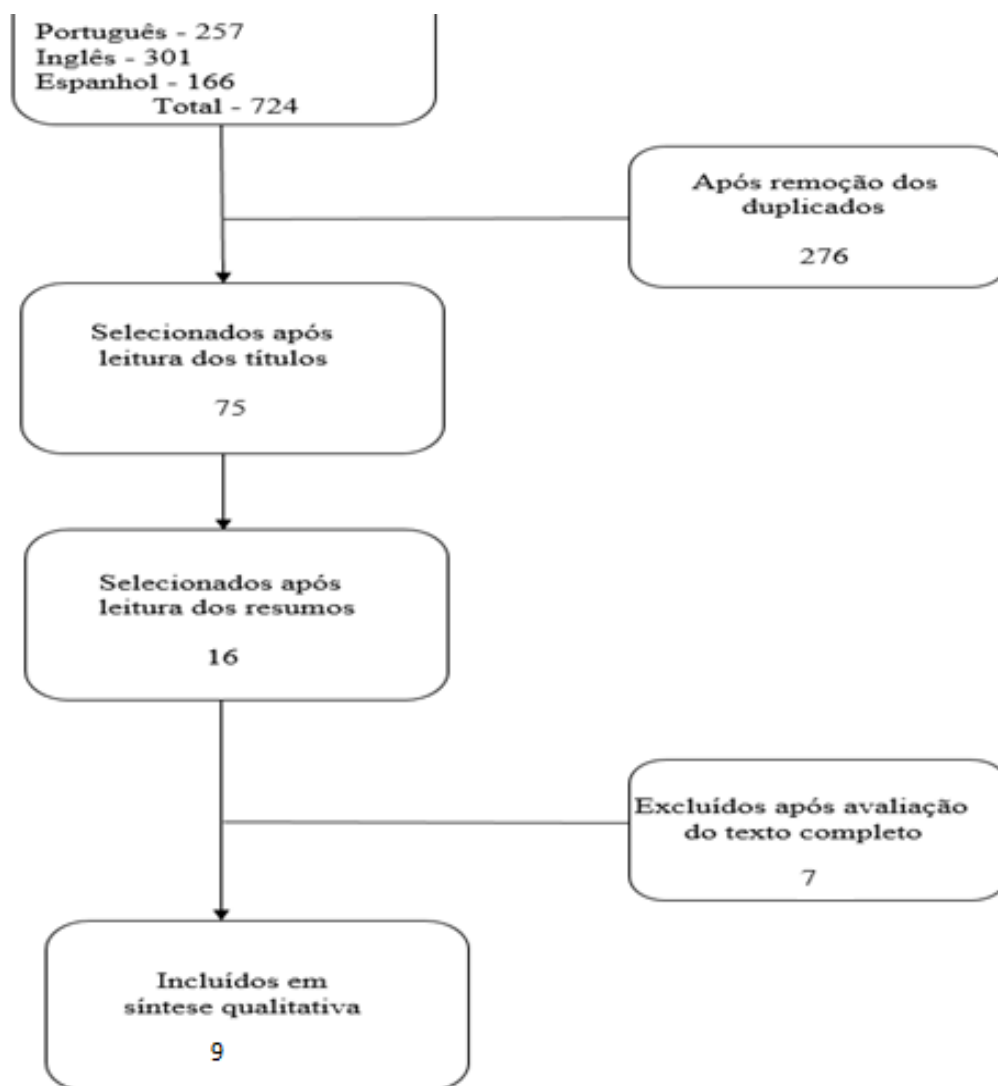 Português - 257
Inglês - 301
Espanhol - 166
Total - 724
Após remoção dos
duplicados
276
Selecionados após
leitura dos títulos
75
Selecionados após
leitura dos resumos
16
Excluídos após avaliação
do texto completo
7
Incluídos em
síntese qualitativa
9